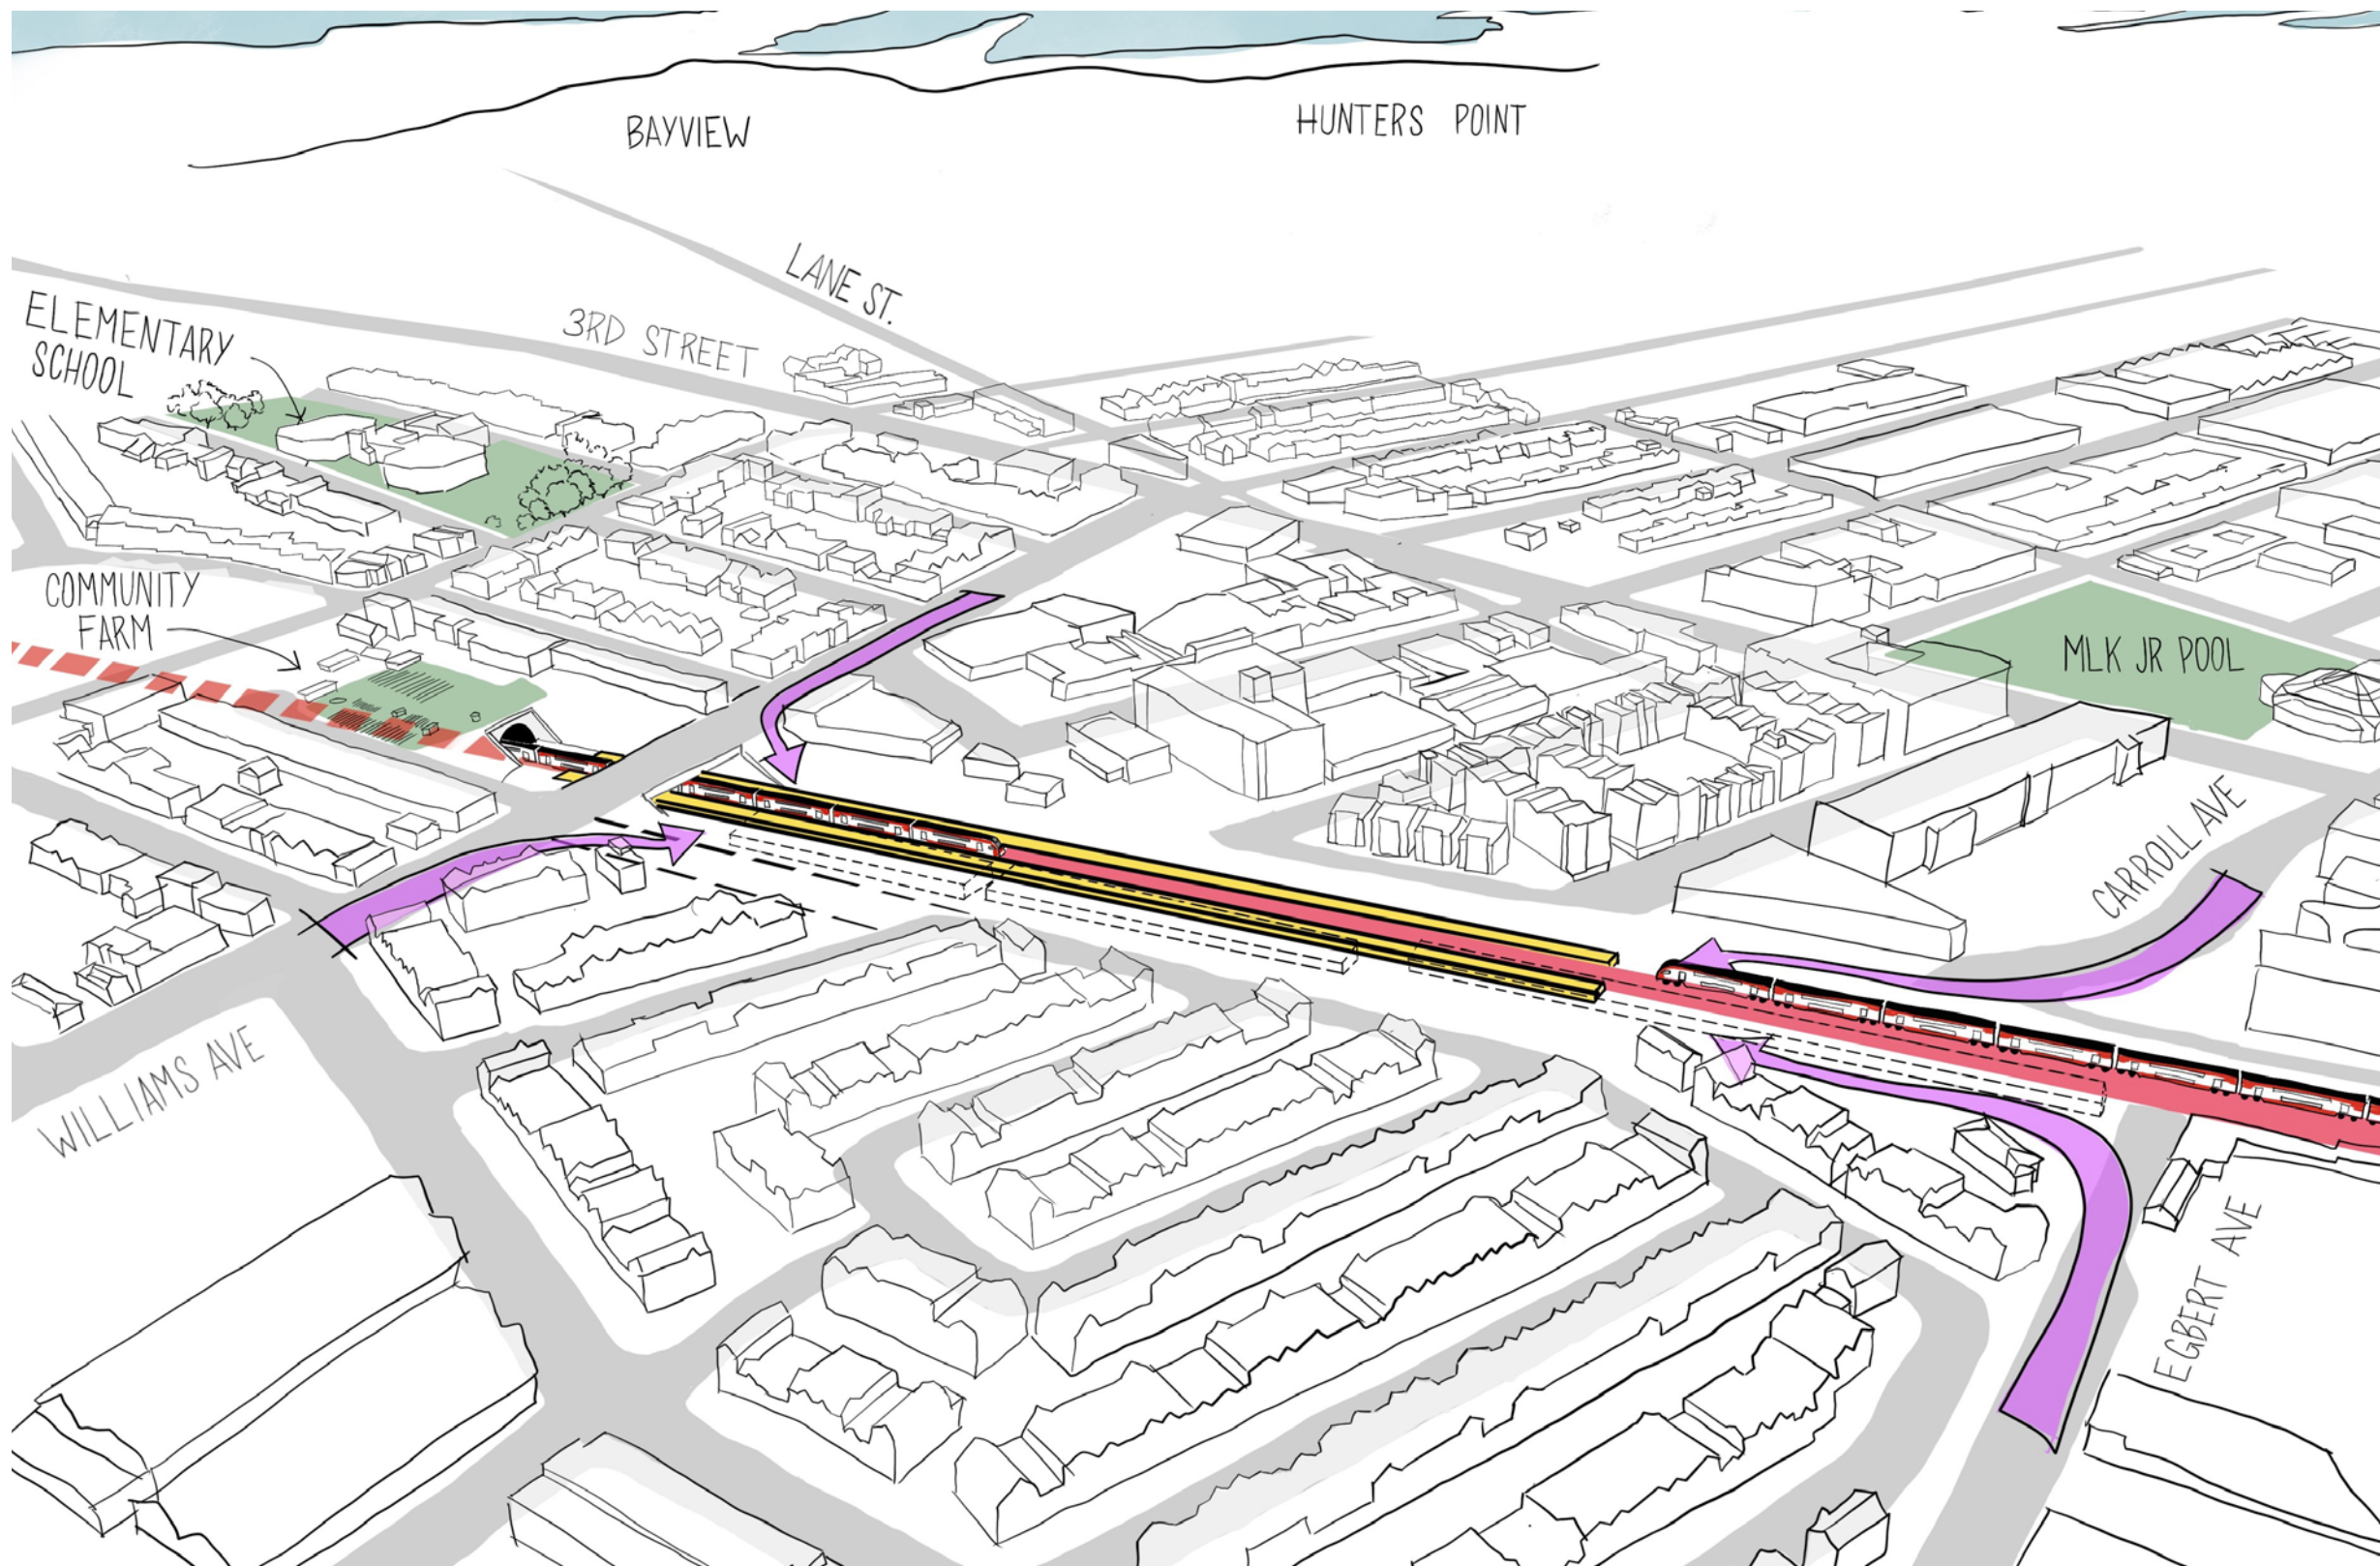 BAYVIEW
HUNTERS POINT
LANE ST.
3RD STREET
ELEMENTARY
SCHOOL
COMMUNITY
FARM
MLK JR POOL
CARROLL AVE
WILLIAMS AVE
EGBERT AVE